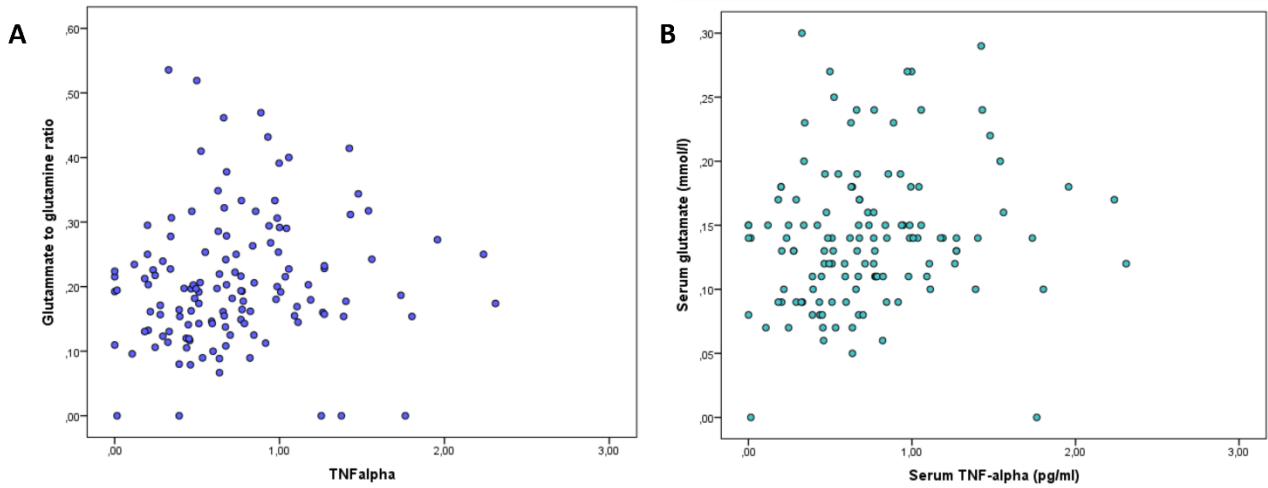 A
Glutammate to glutamine ratio
,60
,50
,40
,30
,20
,10
,00
,00 1,00 2,00 3,00
TNFalpha
B
Serum glutamate (mmol/l)
,30
,25
,20
,15
,10
,05
,00
,00 1,00 2,00 3,00
Serum TNF-alpha (pg/ml)